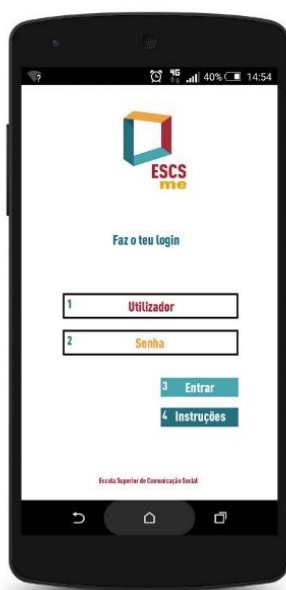 4G 40% 14:54
ESCS
me
Faz o teu login
1 Utilizador
2 Senha
3 Entrar
4 Instruções
Escola Superior de Comunicação Social